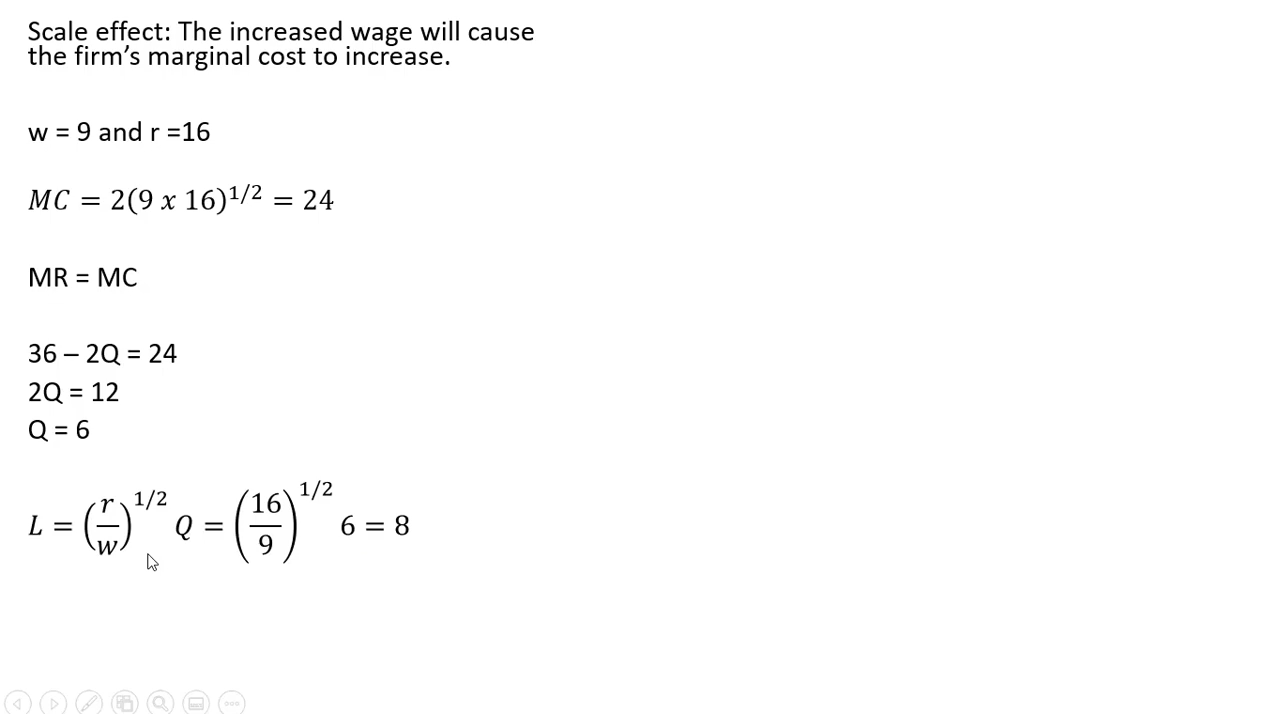 Scale effect: The increased wage will cause
the firm's marginal cost to increase.
w = 9 and r =16
MC = 2(9 x 16)^{1/2} = 24
MR = MC
36 – 2Q = 24
2Q = 12
Q = 6
L = (r/w)^{1/2} Q = (16/9)^{1/2} 6 = 8